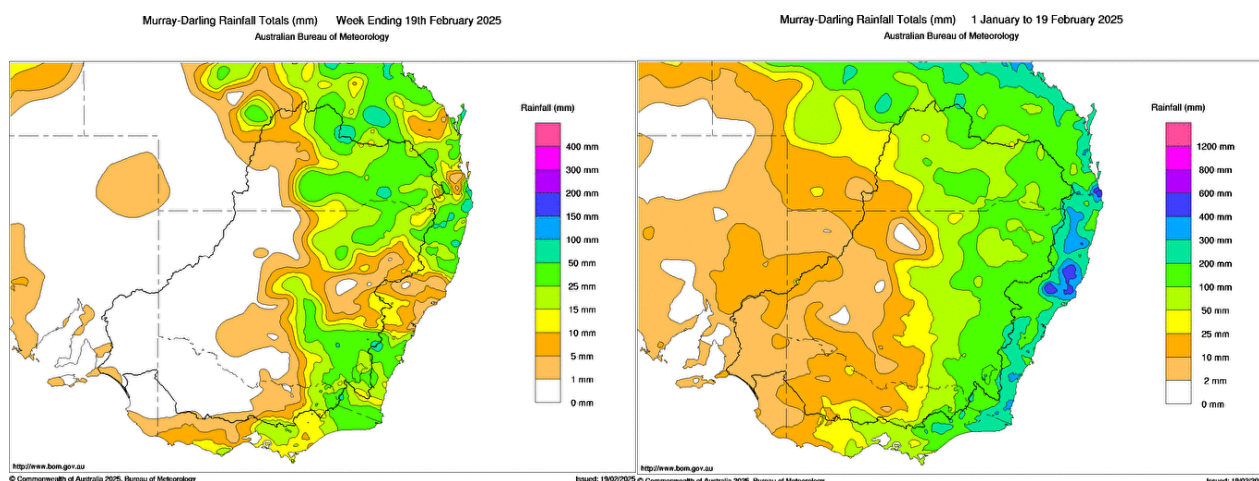 Murray-Darling Rainfall Totals (mm) Week Ending 19th February 2025
Australian Bureau of Meteorology
Rainfall (mm)
400 mm
300 mm
200 mm
150 mm
100 mm
50 mm
25 mm
15 mm
10 mm
5 mm
1 mm
0 mm
http://www.bom.gov.au
© Commonwealth of Australia 2025, Bureau of Meteorology
Issued: 19/02/2025
Murray-Darling Rainfall Totals (mm) 1 January to 19 February 2025
Australian Bureau of Meteorology
Rainfall (mm)
1200 mm
800 mm
600 mm
400 mm
300 mm
200 mm
100 mm
50 mm
25 mm
10 mm
2 mm
0 mm
http://www.bom.gov.au
© Commonwealth of Australia 2025, Bureau of Meteorology
Issued: